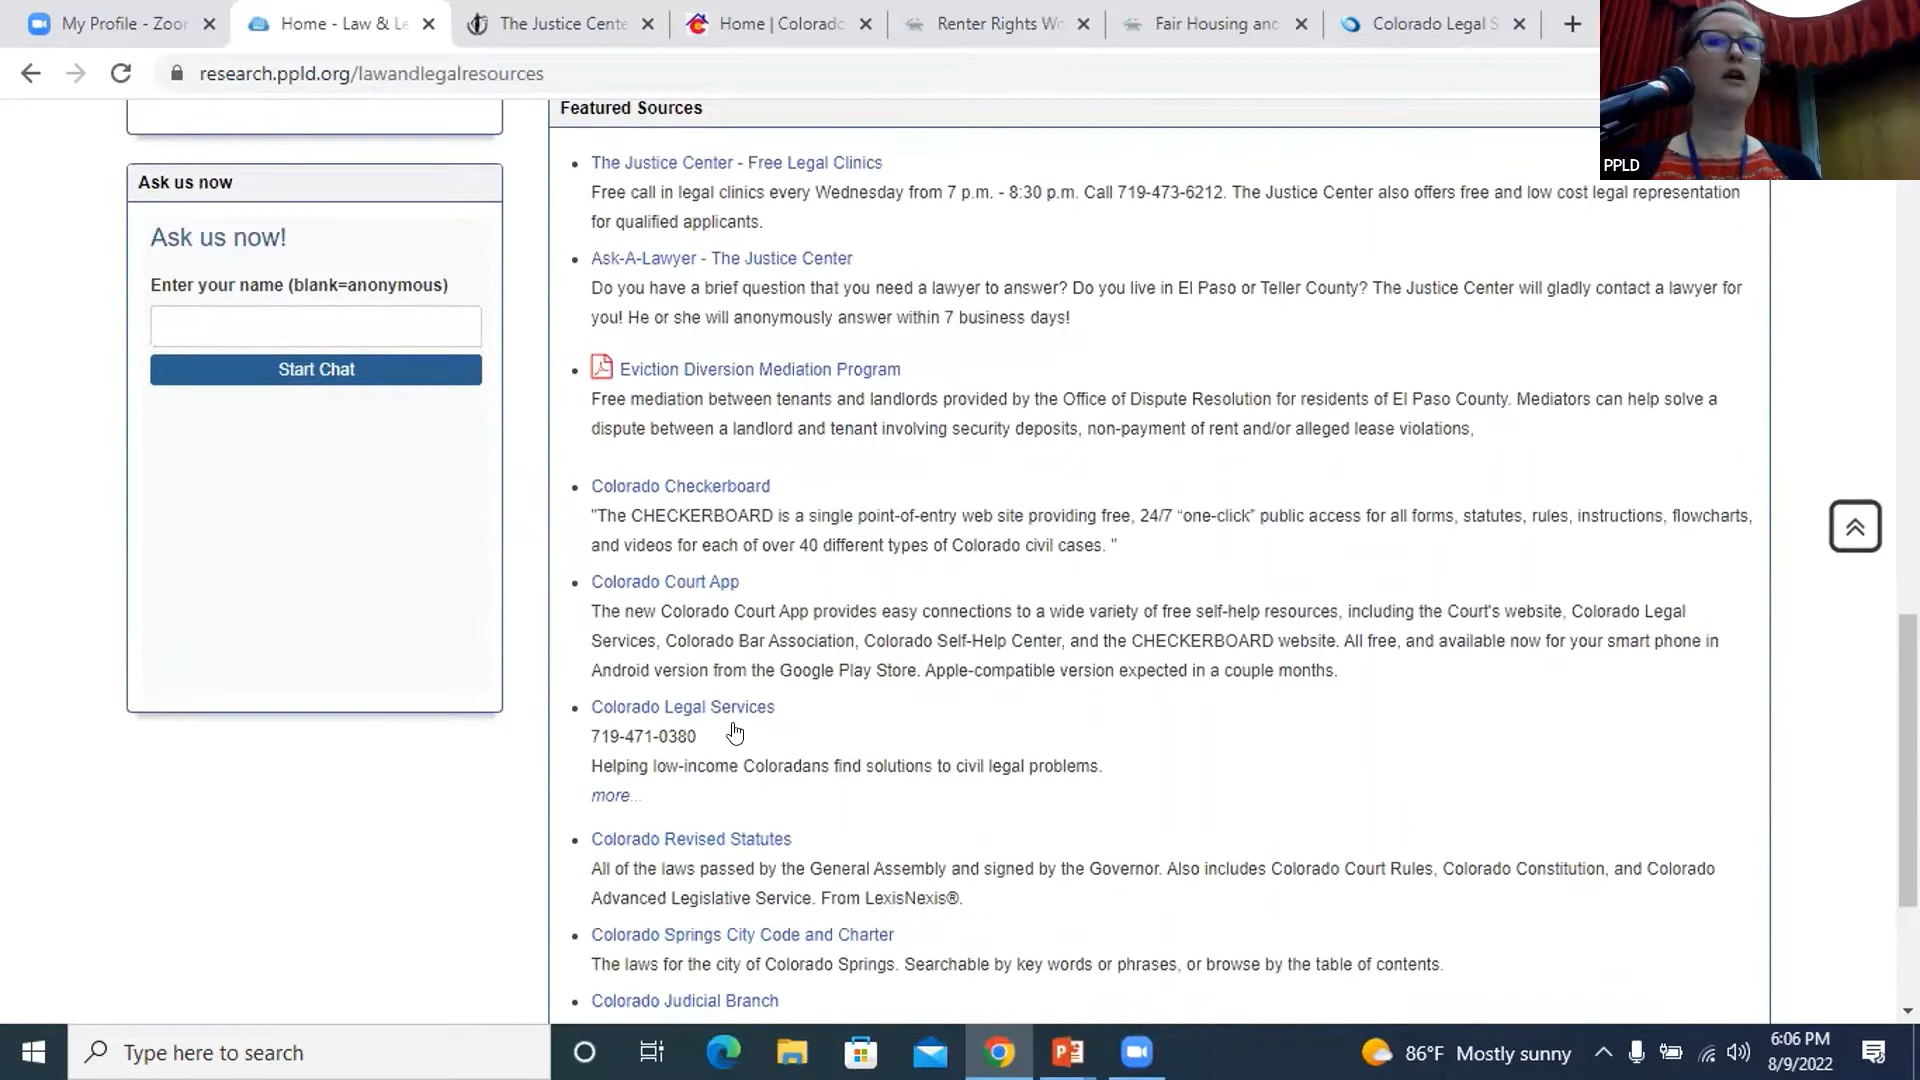 My Profile - Zoor
Home - Law & Le
The Justice Cente
Home | Colorado
Renter Rights Wo
Fair Housing and
Colorado Legal S
research.ppld.org/lawandlegalresources
PPLD
Featured Sources
The Justice Center - Free Legal Clinics
Free call in legal clinics every Wednesday from 7 p.m. - 8:30 p.m. Call 719-473-6212. The Justice Center also offers free and low cost legal representation
for qualified applicants.
Ask us now
Ask us now!
Enter your name (blank=anonymous)
Start Chat
Ask-A-Lawyer - The Justice Center
Do you have a brief question that you need a lawyer to answer? Do you live in El Paso or Teller County? The Justice Center will gladly contact a lawyer for
you! He or she will anonymously answer within 7 business days!
Eviction Diversion Mediation Program
Free mediation between tenants and landlords provided by the Office of Dispute Resolution for residents of El Paso County. Mediators can help solve a
dispute between a landlord and tenant involving security deposits, non-payment of rent and/or alleged lease violations,
Colorado Checkerboard
"The CHECKERBOARD is a single point-of-entry web site providing free, 24/7 “one-click” public access for all forms, statutes, rules, instructions, flowcharts,
and videos for each of over 40 different types of Colorado civil cases. "
Colorado Court App
The new Colorado Court App provides easy connections to a wide variety of free self-help resources, including the Court's website, Colorado Legal
Services, Colorado Bar Association, Colorado Self-Help Center, and the CHECKERBOARD website. All free, and available now for your smart phone in
Android version from the Google Play Store. Apple-compatible version expected in a couple months.
Colorado Legal Services
719-471-0380
Helping low-income Coloradans find solutions to civil legal problems.
more...
Colorado Revised Statutes
All of the laws passed by the General Assembly and signed by the Governor. Also includes Colorado Court Rules, Colorado Constitution, and Colorado
Advanced Legislative Service. From LexisNexis®.
Colorado Springs City Code and Charter
The laws for the city of Colorado Springs. Searchable by key words or phrases, or browse by the table of contents.
Colorado Judicial Branch
Type here to search
86°F Mostly sunny
6:06 PM
8/9/2022